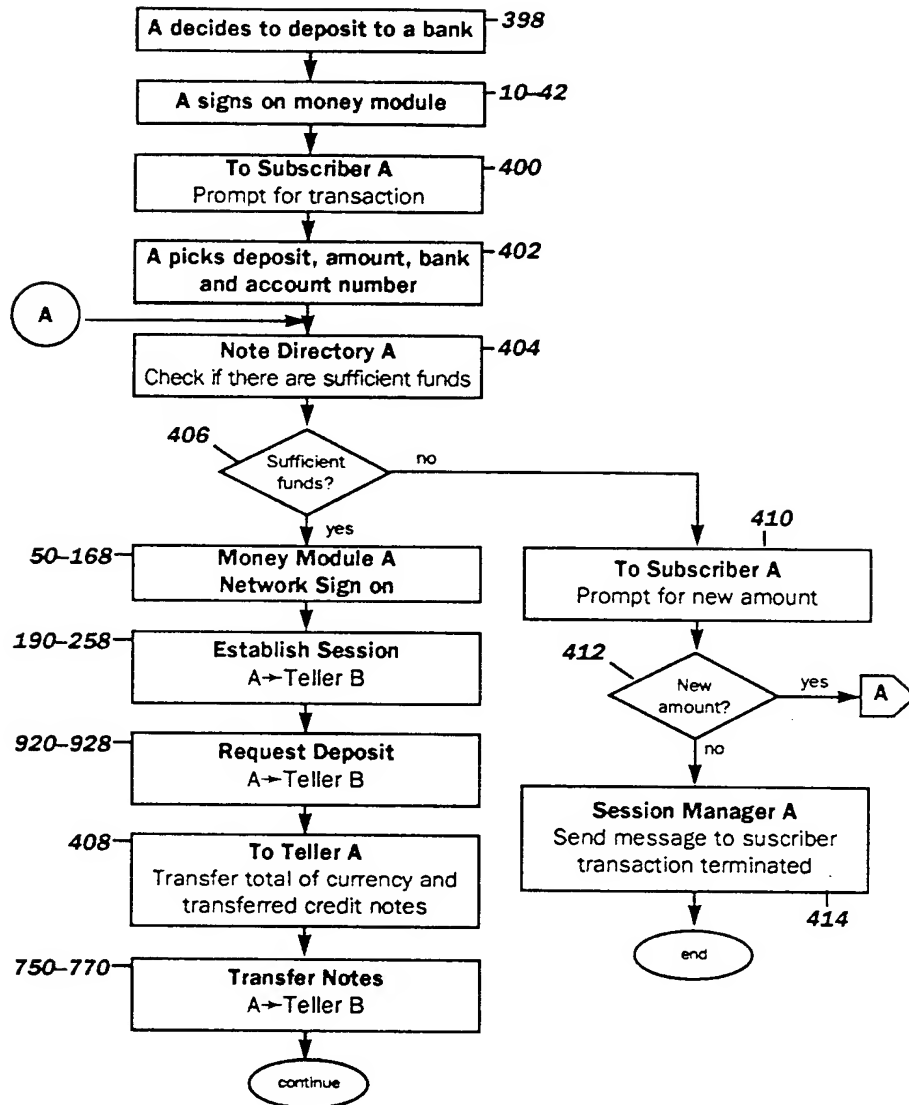 A decides to deposit to a bank
398
A signs on money module
10–42
To Subscriber A
Prompt for transaction
400
A picks deposit, amount, bank
and account number
402
A
Note Directory A
Check if there are sufficient funds
404
406
Sufficient
funds?
no
yes
50–168
Money Module A
Network Sign on
190–258
Establish Session
A→Teller B
920–928
Request Deposit
A→Teller B
408
To Teller A
Transfer total of currency and
transferred credit notes
750–770
Transfer Notes
A→Teller B
continue
410
To Subscriber A
Prompt for new amount
412
New
amount?
yes
A
no
Session Manager A
Send message to suscriber
transaction terminated
414
end